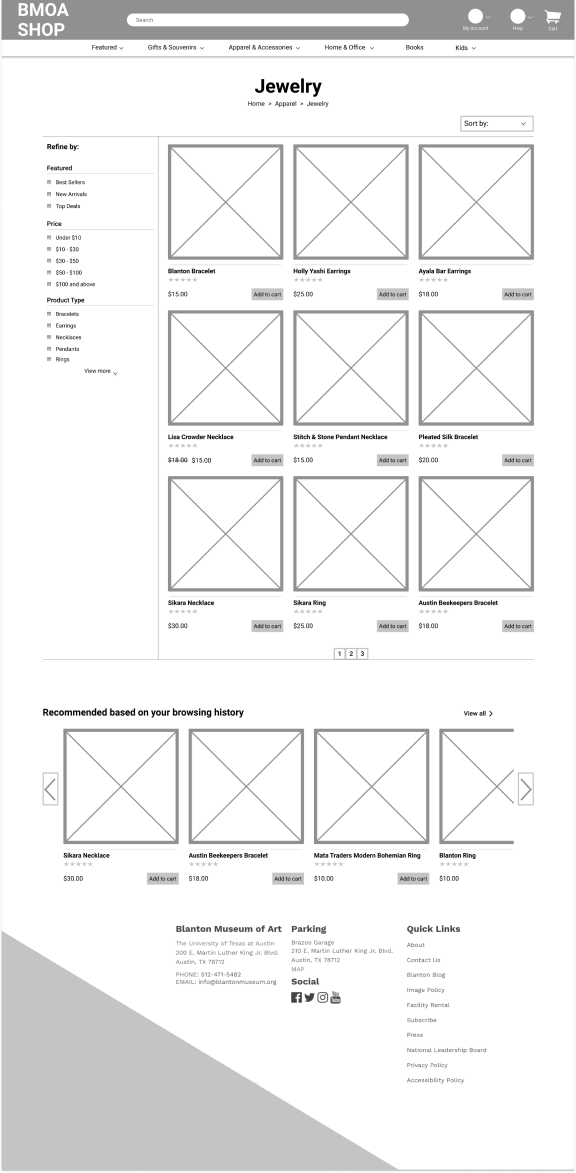 BMOA
SHOP
Search
My Account
Help
Cart
Featured
Gifts & Souvenirs
Apparel & Accessories
Home & Office
Books
Kids
Jewelry
Home > Apparel > Jewelry
Sort by:
Refine by:
Featured
Best Sellers
New Arrivals
Top Deals
Price
Under $10
$10 - $30
$30 - $50
$50 - $100
$100 and above
Product Type
Bracelets
Earrings
Necklaces
Pendants
Rings
View more
Blanton Bracelet
$15.00
Add to cart
Holly Yashi Earrings
$25.00
Add to cart
Ayala Bar Earrings
$18.00
Add to cart
Lisa Crowder Necklace
$18.00 $15.00
Add to cart
Stitch & Stone Pendant Necklace
$15.00
Add to cart
Pleated Silk Bracelet
$20.00
Add to cart
Sikara Necklace
$30.00
Add to cart
Sikara Ring
$25.00
Add to cart
Austin Beekeepers Bracelet
$18.00
Add to cart
1 2 3
Recommended based on your browsing history
View all
Sikara Necklace
$30.00
Add to cart
Austin Beekeepers Bracelet
$18.00
Add to cart
Mata Traders Modern Bohemian Ring
$10.00
Add to cart
Blanton Ring
$10.00
Blanton Museum of Art
The University of Texas at Austin
200 E. Martin Luther King Jr. Blvd.
Austin, TX 78712
PHONE: 512-471-5482
EMAIL: info@blantonmuseum.org
Parking
Brazos Garage
210 E. Martin Luther King Jr. Blvd.
Austin, TX 78712
MAP
Social
You
Tube
Quick Links
About
Contact Us
Blanton Blog
Image Policy
Facility Rental
Subscribe
Press
National Leadership Board
Privacy Policy
Accessibility Policy